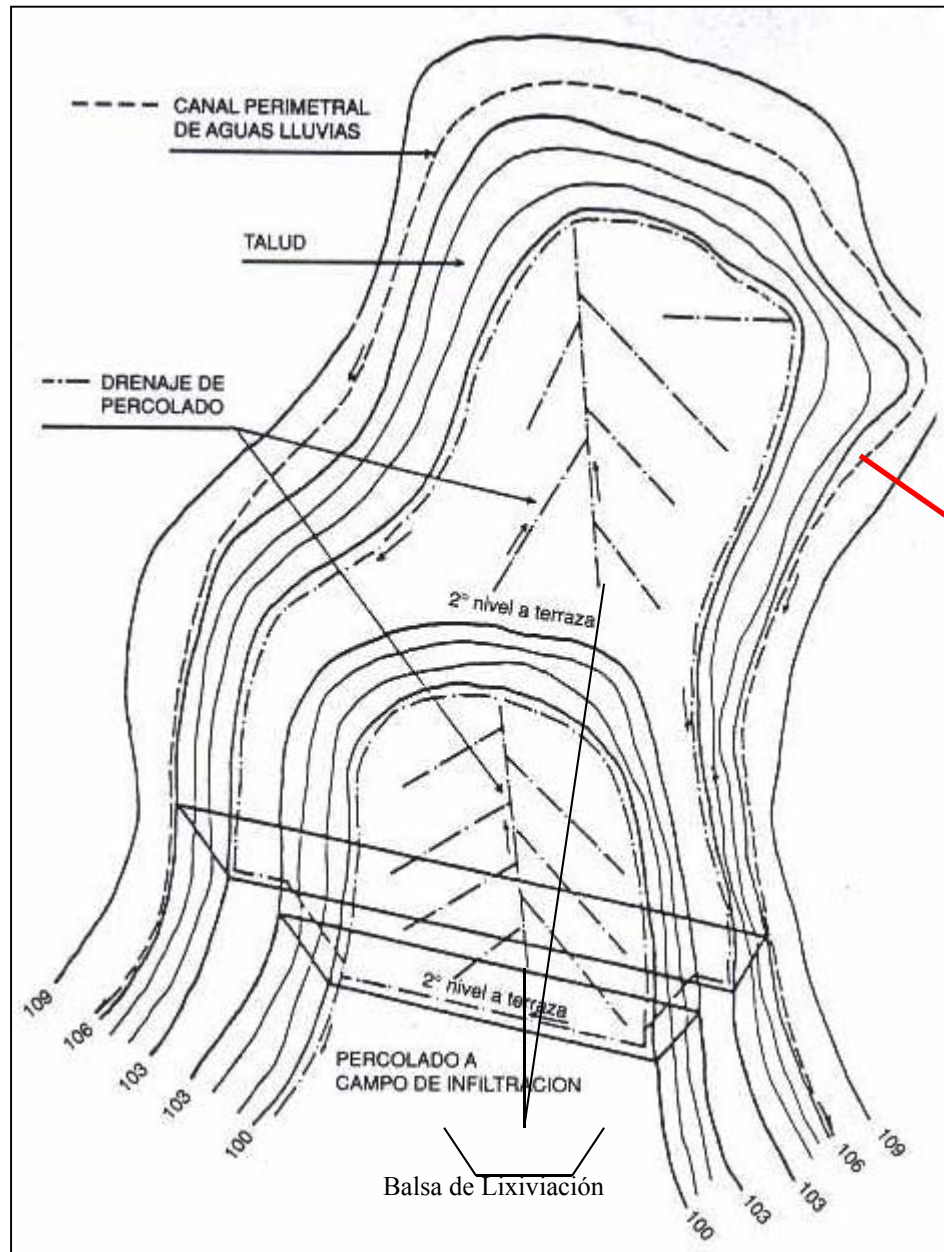 CANAL PERIMETRAL
DE AGUAS LLUVIAS
TALUD
DRENAJE DE
PERCOLADO
2° nivel a terraza
2° nivel a terraza
PERCOLADO A
CAMPO DE INFILTRACION
109
106
103
103
100
Balsa de Lixiviación
100
103
103
106
109